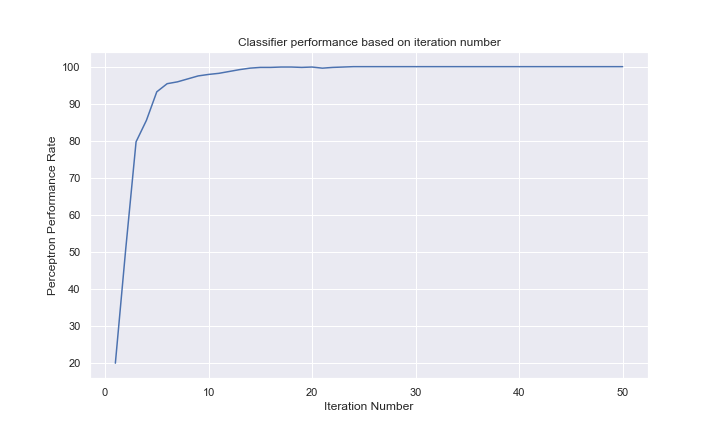 Classifier performance based on iteration number
Perceptron Performance Rate
100
90
80
70
60
50
40
30
20
0 10 20 30 40 50
Iteration Number